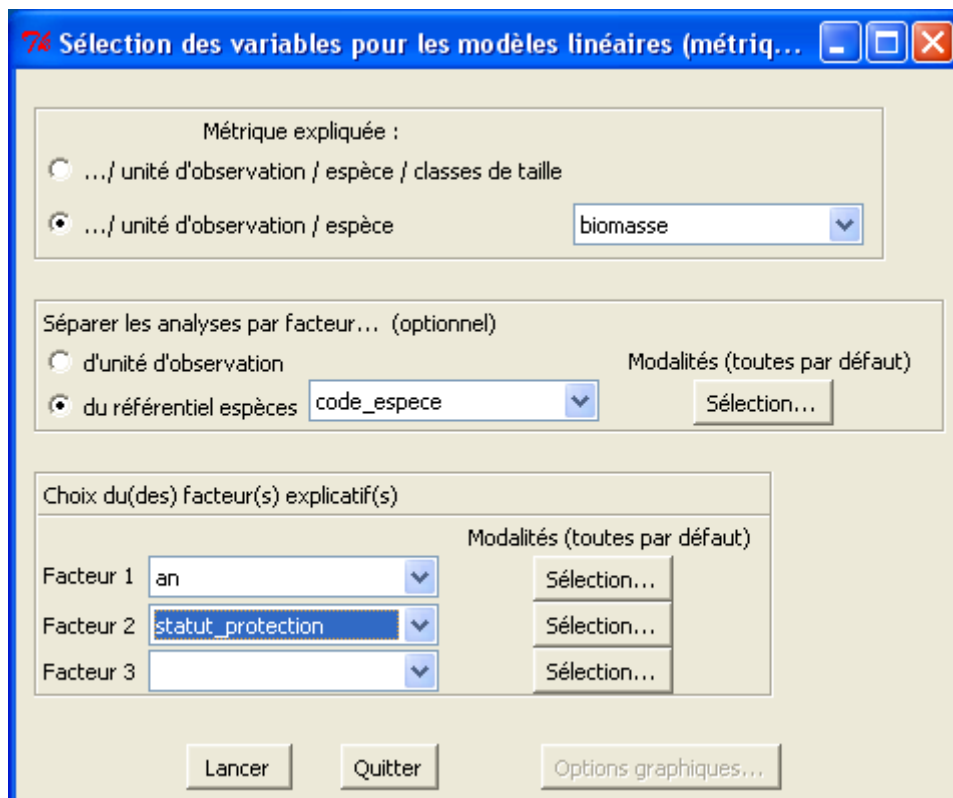 Sélection des variables pour les modèles linéaires (métriq...
Métrique expliquée :
.../ unité d'observation / espèce / classes de taille
.../ unité d'observation / espèce biomasse
Séparer les analyses par facteur... (optionnel)
d'unité d'observation Modalités (toutes par défaut)
du référentiel espèces code_espece Sélection...
Choix du(des) facteur(s) explicatif(s)
Modalités (toutes par défaut)
Facteur 1 an Sélection...
Facteur 2 statut_protection Sélection...
Facteur 3 Sélection...
Lancer Quitter Options graphiques...